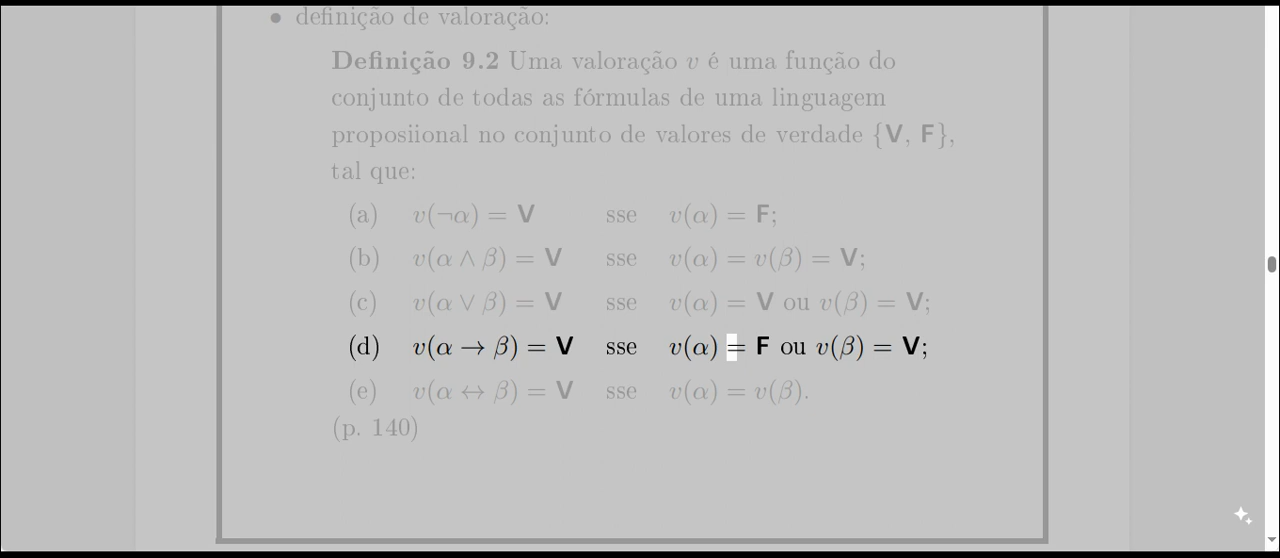 • definição de valoração:
Definição 9.2 Uma valoração v é uma função do
conjunto de todas as fórmulas de uma linguagem
proposiional no conjunto de valores de verdade {V, F},
tal que:
(a) v(¬α) = V sse v(α) = F;
(b) v(α ∧ β) = V sse v(α) = v(β) = V;
(c) v(α ∨ β) = V sse v(α) = V ou v(β) = V;
(d) v(α → β) = V sse v(α) = F ou v(β) = V;
(e) v(α ↔ β) = V sse v(α) = v(β).
(p. 140)